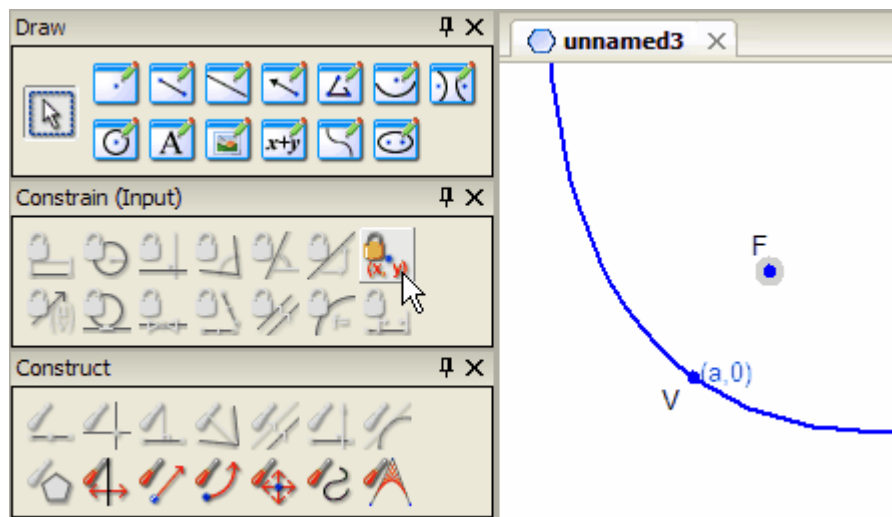 Draw
A
x+y
Constrain (Input)
(x, y)
Construct
unnamed3
F
(a,0)
V